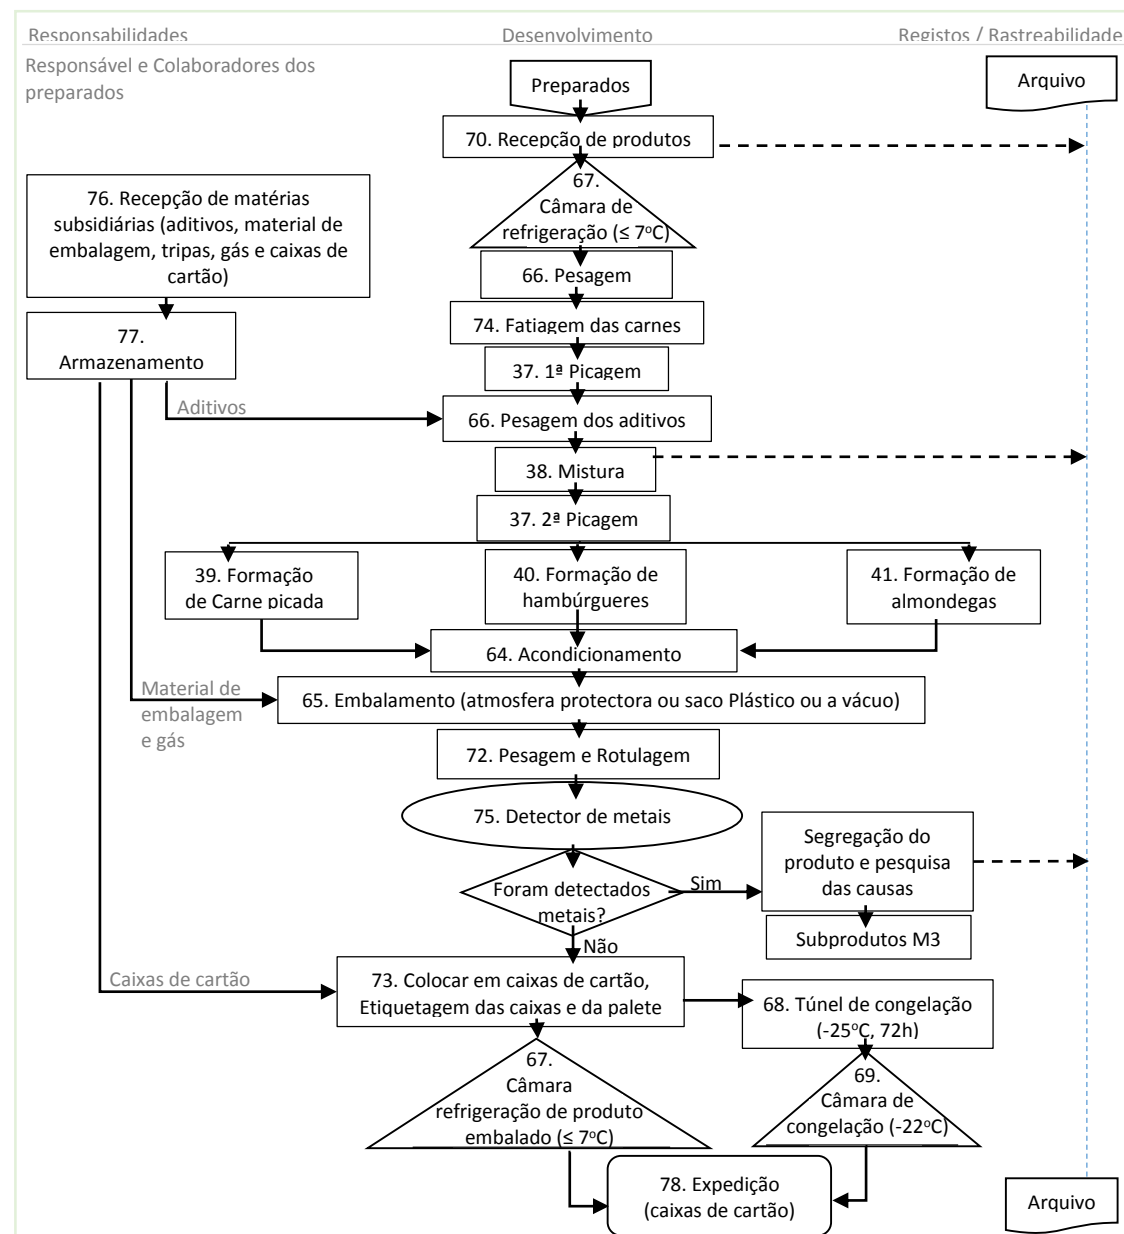 Responsabilidades
Desenvolvimento
Registos / Rastreabilidade
Responsável e Colaboradores dos
preparados
Preparados
Arquivo
70. Recepção de produtos
67.
Câmara de
refrigeração (≤ 7ºC)
76. Recepção de matérias
subsidiárias (aditivos, material de
embalagem, tripas, gás e caixas de
cartão)
66. Pesagem
74. Fatiagem das carnes
77.
Armazenamento
37. 1ª Picagem
Aditivos
66. Pesagem dos aditivos
38. Mistura
37. 2ª Picagem
39. Formação
de Carne picada
40. Formação de
hambúrgueres
41. Formação de
almondegas
64. Acondicionamento
Material de
embalagem
e gás
65. Embalamento (atmosfera protectora ou saco Plástico ou a vácuo)
72. Pesagem e Rotulagem
75. Detector de metais
Segregação do
produto e pesquisa
das causas
Foram detectados
metais?
Sim
Subprodutos M3
Não
Caixas de cartão
73. Colocar em caixas de cartão,
Etiquetagem das caixas e da palete
68. Túnel de congelação
(-25ºC, 72h)
67.
Câmara
refrigeração de produto
embalado (≤ 7ºC)
69.
Câmara de
congelação (-22ºC)
78. Expedição
(caixas de cartão)
Arquivo